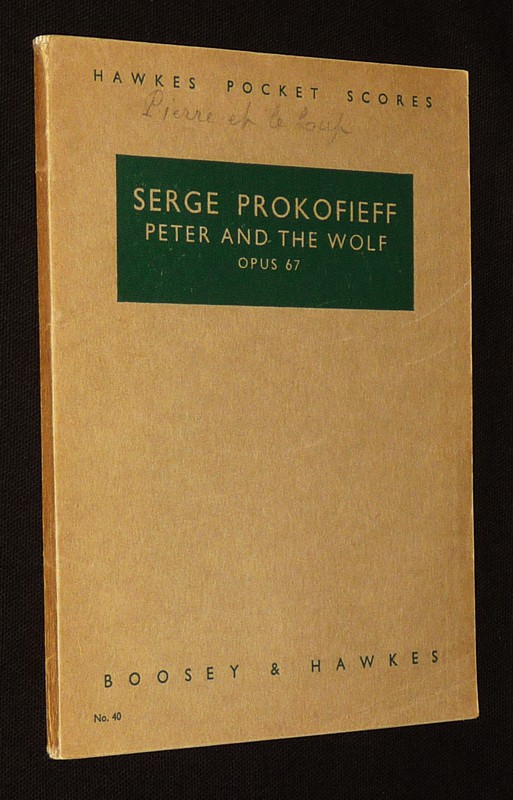 HAWKES POCKET SCORES
Pierre et le Loup
SERGE PROKOFIEFF
PETER AND THE WOLF
OPUS 67
BOOSEY & HAWKES
No. 40